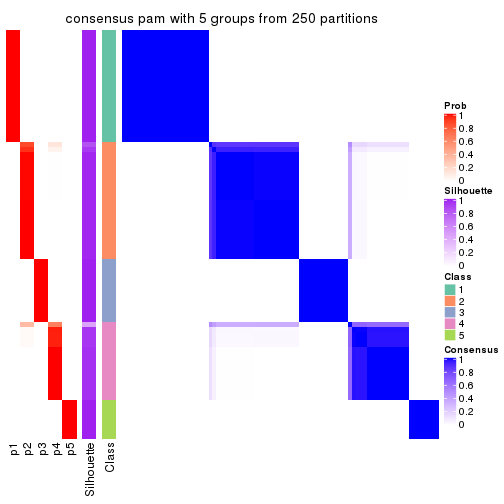 consensus pam with 5 groups from 250 partitions
Prob
1
0.8
0.6
0.4
0.2
0
Silhouette
1
0.8
0.6
0.4
0.2
0
Class
1
2
3
4
5
Consensus
1
0.8
0.6
0.4
0.2
0
p1
p2
p3
p4
p5
Silhouette
Class